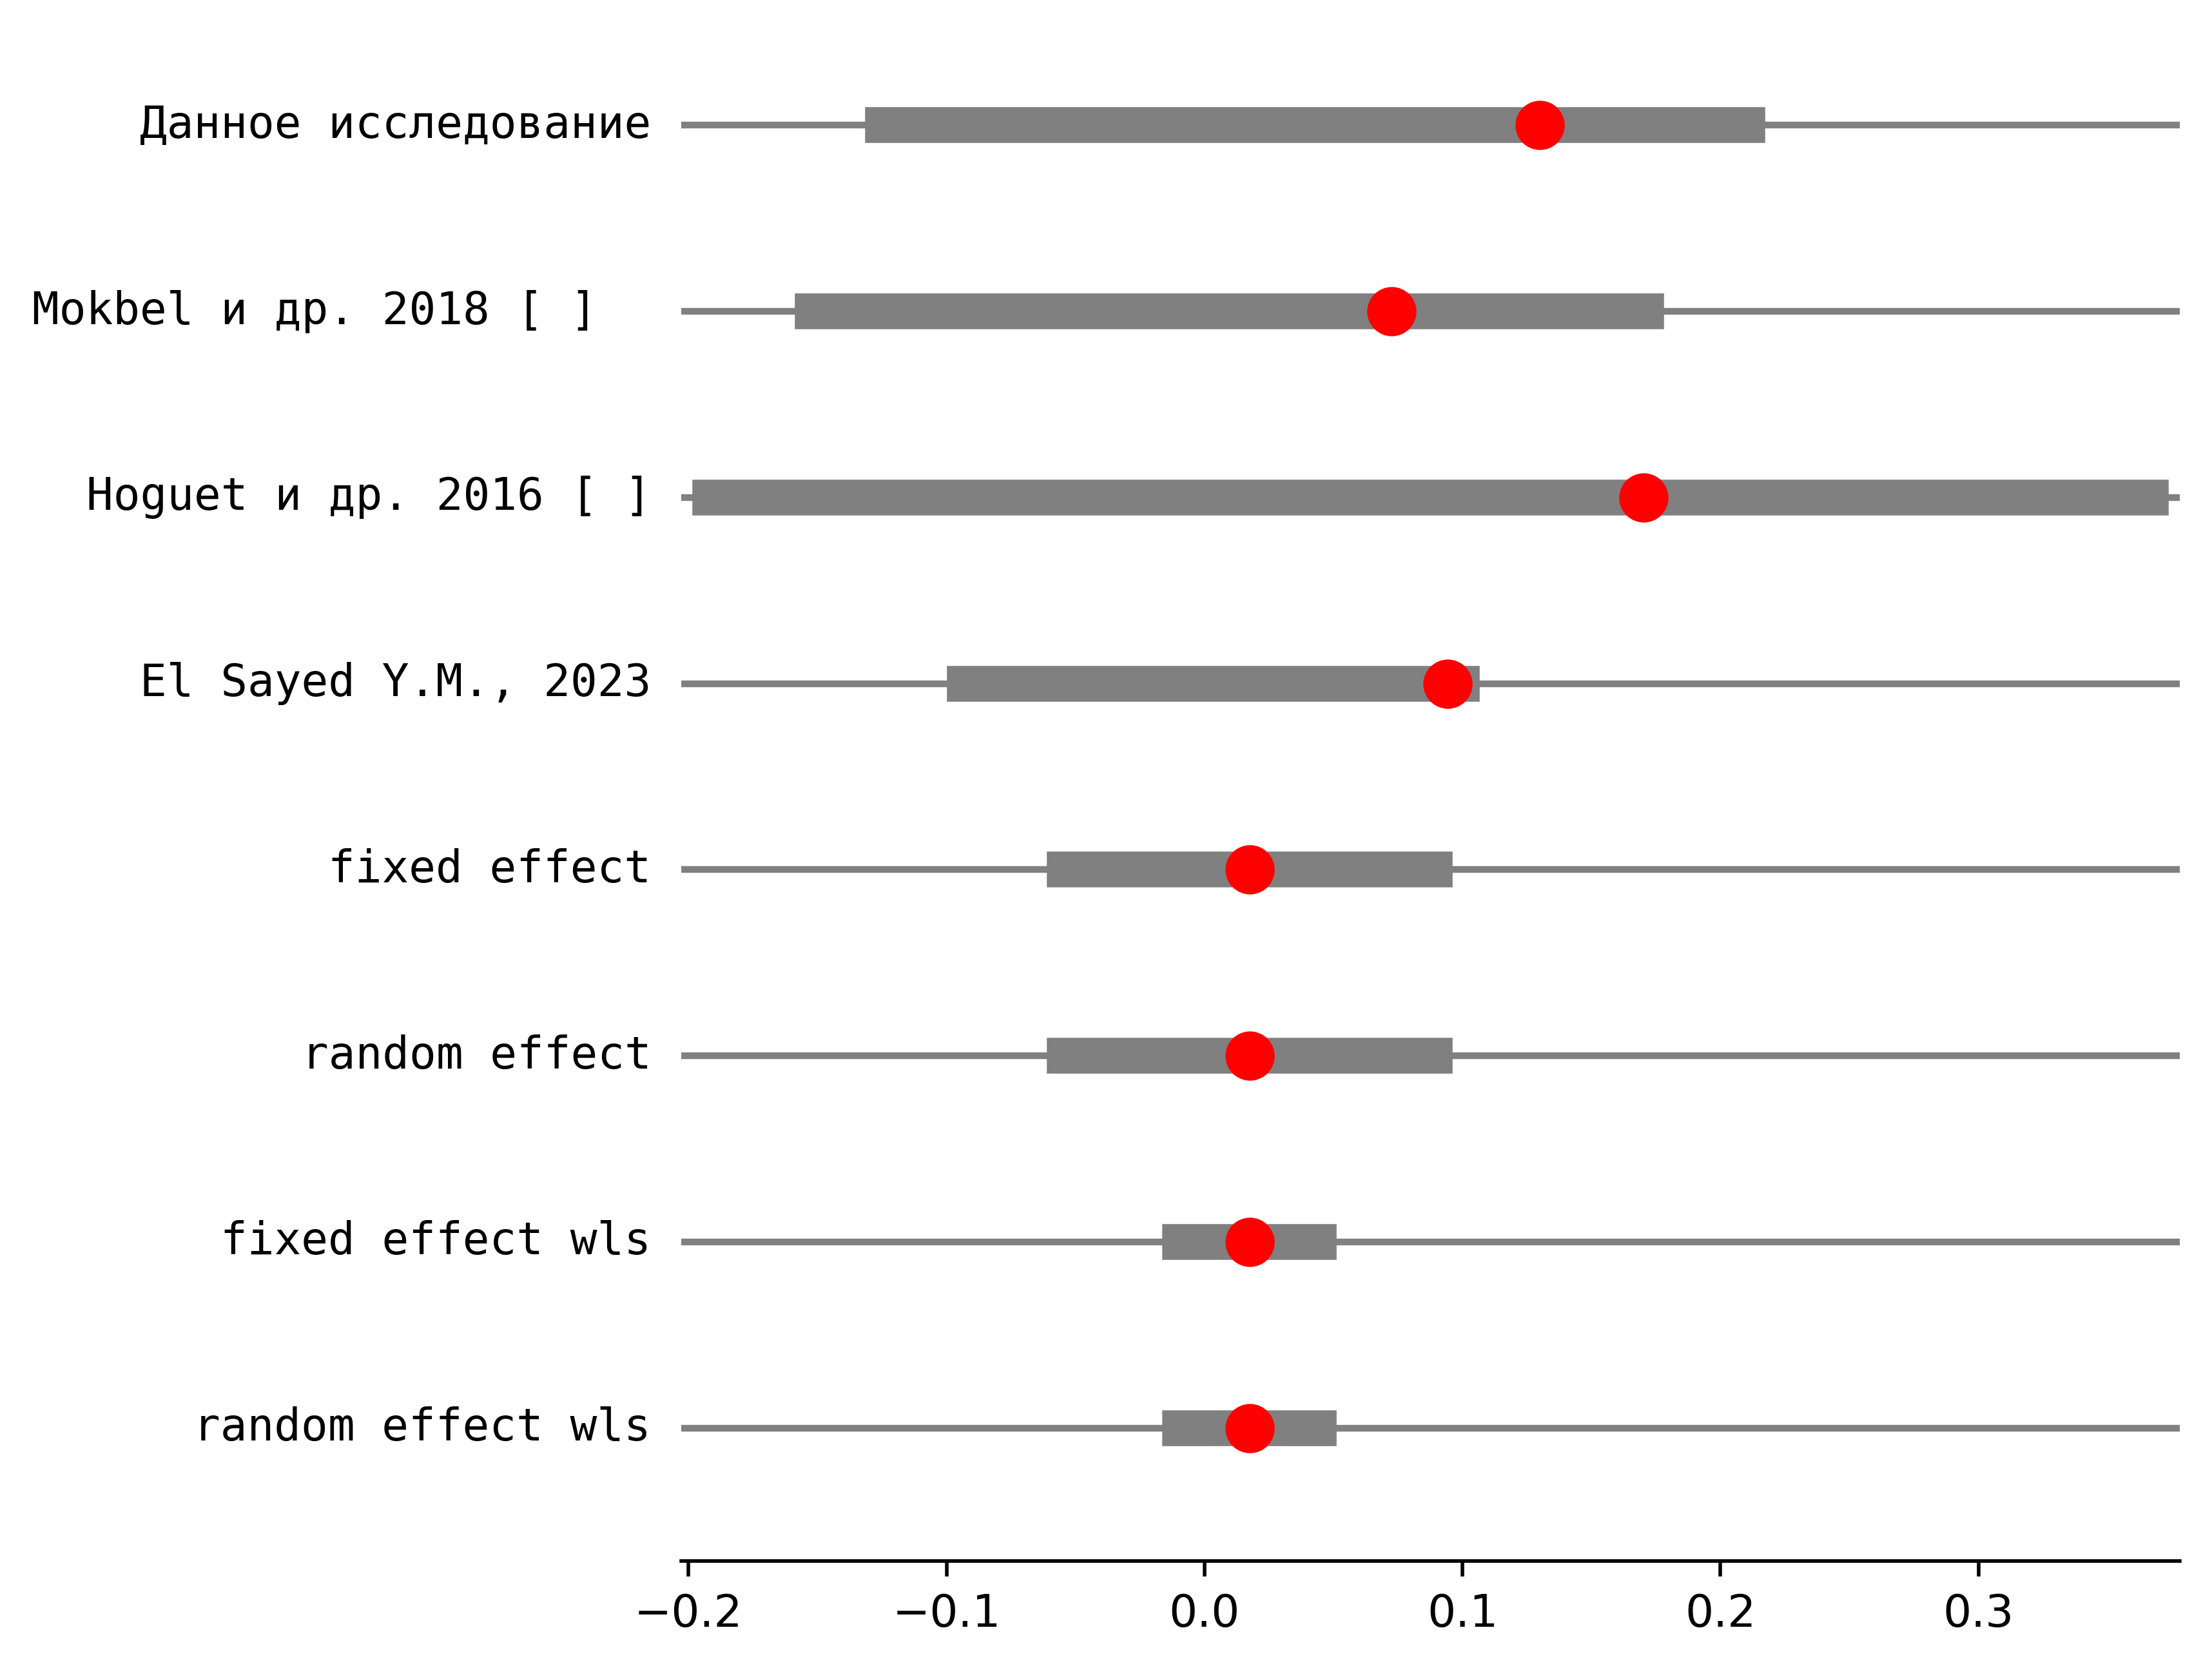 Данное исследование
Mokbel и др. 2018 [ ]
Hoguet и др. 2016 [ ]
El Sayed Y.M., 2023
fixed effect
random effect
fixed effect wls
random effect wls
−0.2 −0.1 0.0 0.1 0.2 0.3